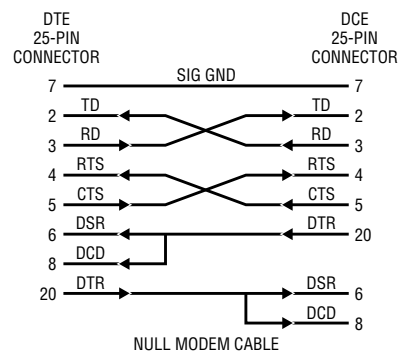 DTE DCE
25-PIN 25-PIN
CONNECTOR CONNECTOR
7 SIG GND 7
2 TD TD 2
3 RD RD 3
4 RTS RTS 4
5 CTS CTS 5
6 DSR DTR 20
8 DCD
20 DTR DSR 6
DCD 8
NULL MODEM CABLE